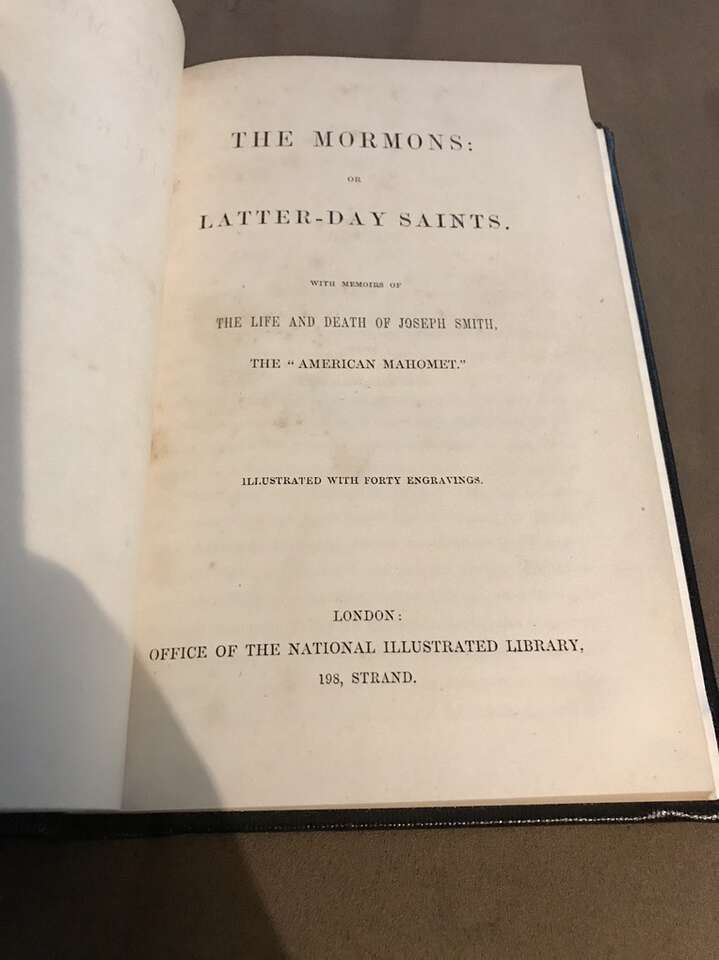 THE MORMONS:
OR
LATTER-DAY SAINTS.
WITH MEMOIRS OF
THE LIFE AND DEATH OF JOSEPH SMITH,
THE "AMERICAN MAHOMET."
ILLUSTRATED WITH FORTY ENGRAVINGS.
LONDON:
OFFICE OF THE NATIONAL ILLUSTRATED LIBRARY,
198, STRAND.